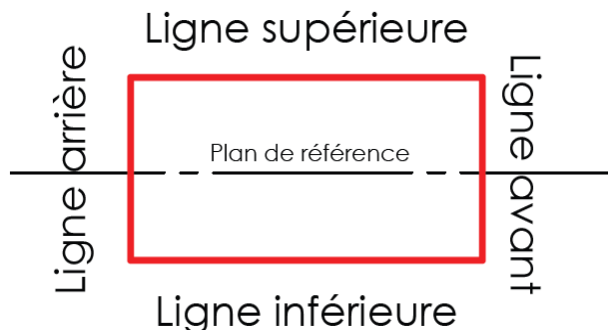 Ligne supérieure
Ligne arrière
Plan de référence
Ligne avant
Ligne inférieure